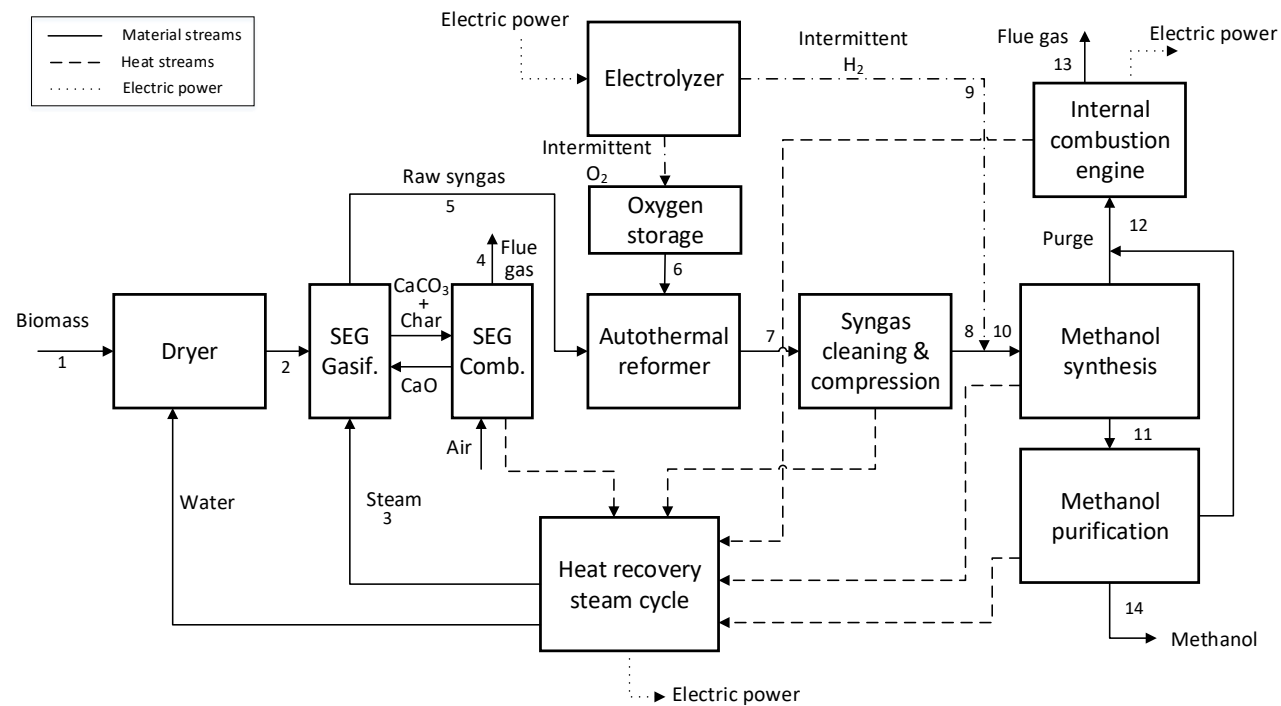 Material streams
Heat streams
Electric power
Electric power
Electrolyzer
Intermittent
H₂
9
Flue gas
13
Electric power
Internal
combustion
engine
Intermittent
O₂
Oxygen
storage
6
Raw syngas
5
12
Purge
Biomass
1
Dryer
2
SEG
Gasif.
CaCO₃
+
Char
CaO
4
Flue
gas
SEG
Comb.
Air
Autothermal
reformer
7
Syngas
cleaning &
compression
8
10
Methanol
synthesis
11
Methanol
purification
14
Methanol
Water
Steam
3
Heat recovery
steam cycle
Electric power